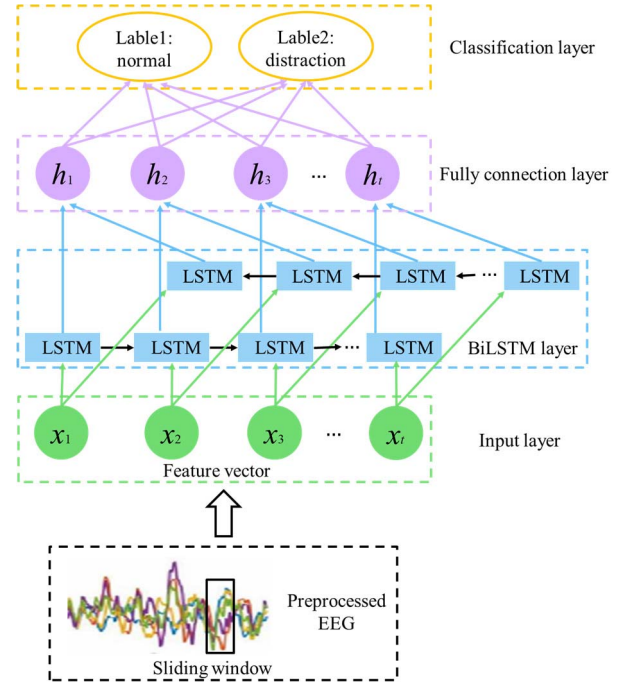 Lable1:
normal
Lable2:
distraction
Classification layer
h1
h2
h3
...
ht
Fully connection layer
LSTM
LSTM
LSTM
...
LSTM
LSTM
LSTM
LSTM
...
LSTM
BiLSTM layer
x1
x2
x3
...
xt
Input layer
Feature vector
Preprocessed
EEG
Sliding window